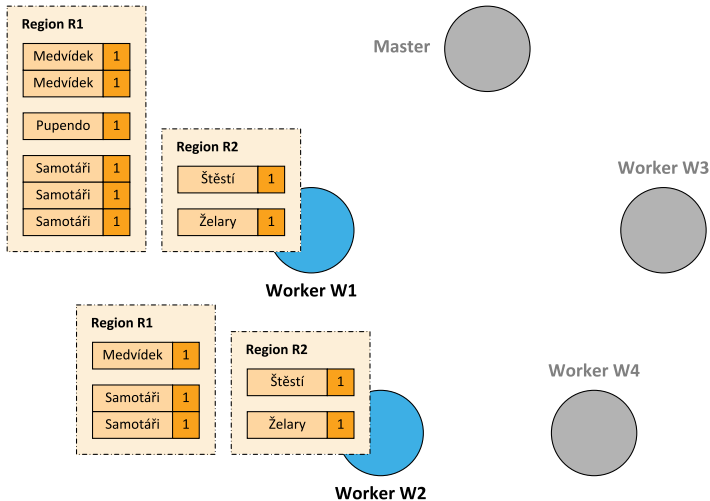 Region R1
Medvídek 1
Medvídek 1
Pupendo 1
Samotáři 1
Samotáři 1
Samotáři 1
Region R2
Štěstí 1
Želary 1
Worker W1
Master
Worker W3
Region R1
Medvídek 1
Samotáři 1
Samotáři 1
Region R2
Štěstí 1
Želary 1
Worker W2
Worker W4